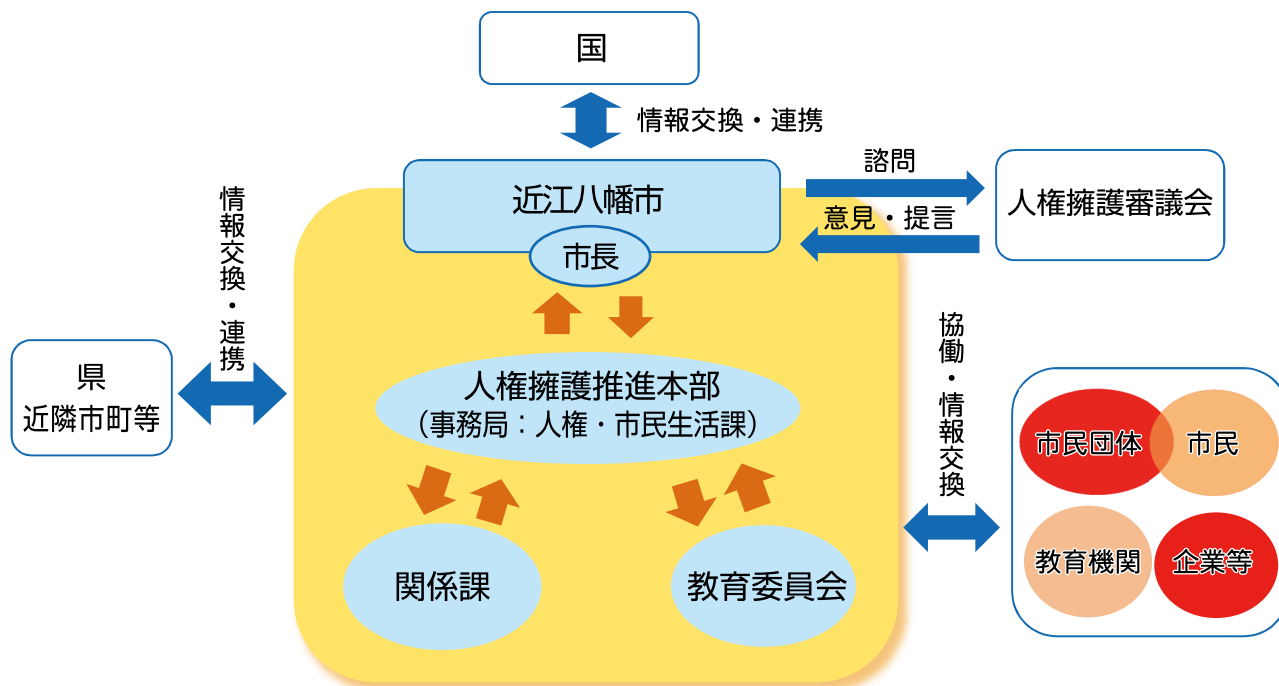 国
情報交換・連携
近江八幡市
市長
諮問
意見・提言
人権擁護審議会
情報交換・連携
県
近隣市町等
人権擁護推進本部
(事務局:人権・市民生活課)
協働・情報交換
市民団体
市民
教育機関
企業等
関係課
教育委員会